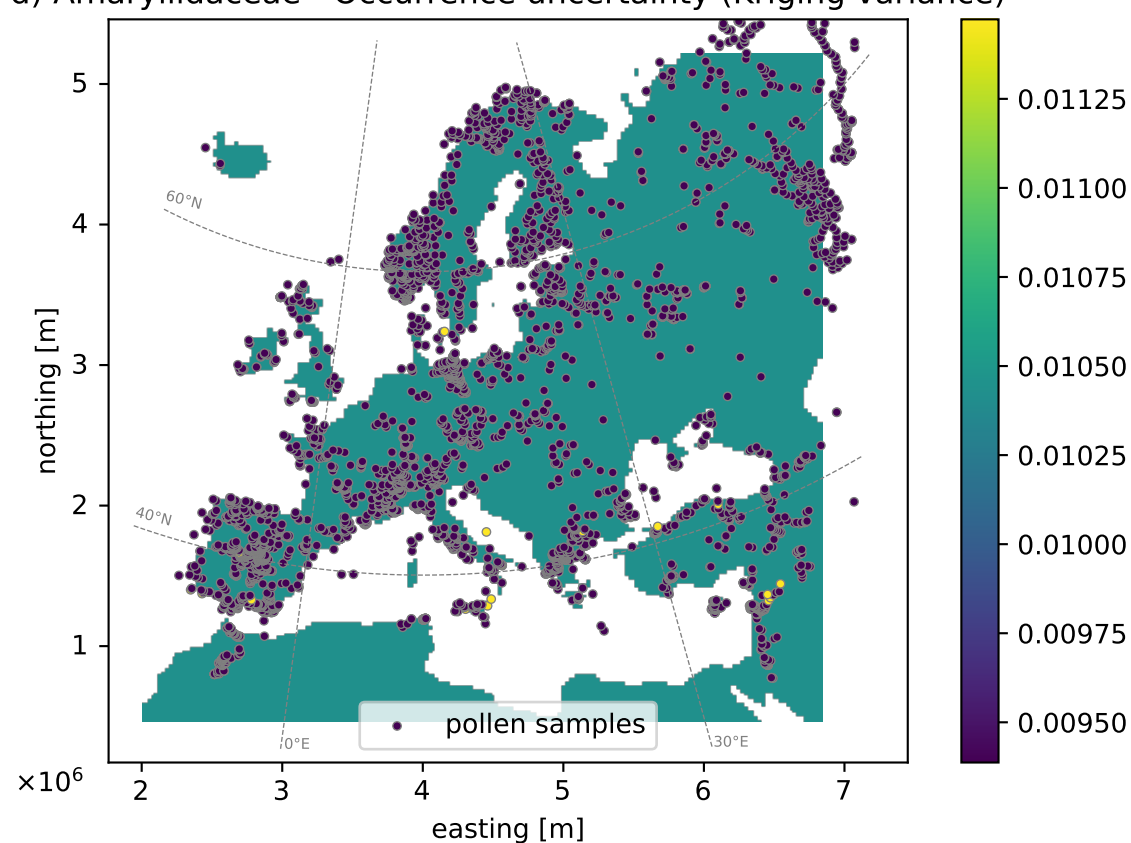 d) Amaryllidaceae - Occurrence uncertainty (Kriging variance)
5
4
3
2
1
northing [m]
60°N
40°N
0°E
30°E
pollen samples
×10⁶
2 3 4 5 6 7
easting [m]
0.01125
0.01100
0.01075
0.01050
0.01025
0.01000
0.00975
0.00950